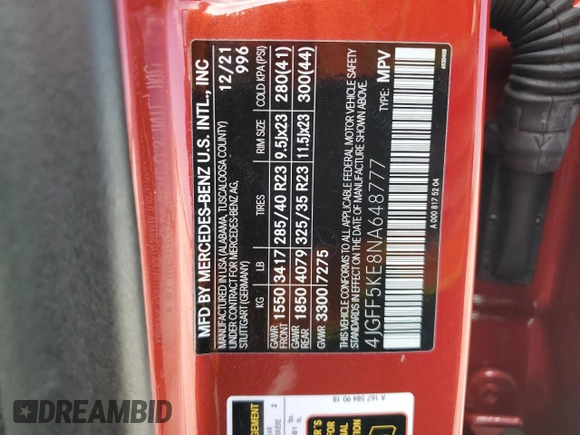 MFD BY MERCEDES-BENZ U.S. INTL., INC
MANUFACTURED IN USA (ALABAMA, TUSCALOOSA COUNTY) 12/21
UNDER CONTRACT FOR MERCEDES-BENZ AG, 996
STUTTGART (GERMANY)
KG LB TIRES RIM SIZE COLD KPA(PSI)
GAWR FRONT 1550 3417 285/40 R23 9.5Jx23 280(41)
GAWR REAR 1850 4079 325/35 R23 11.5Jx23 300(44)
GVWR 3300 7275
THIS VEHICLE CONFORMS TO ALL APPLICABLE FEDERAL MOTOR VEHICLE SAFETY
STANDARDS IN EFFECT ON THE DATE OF MANUFACTURE SHOWN ABOVE.
4JGFF5KE8NA648777 TYPE: MPV
A 000 817 52 04
A 167 584 90 18
DREAMBID